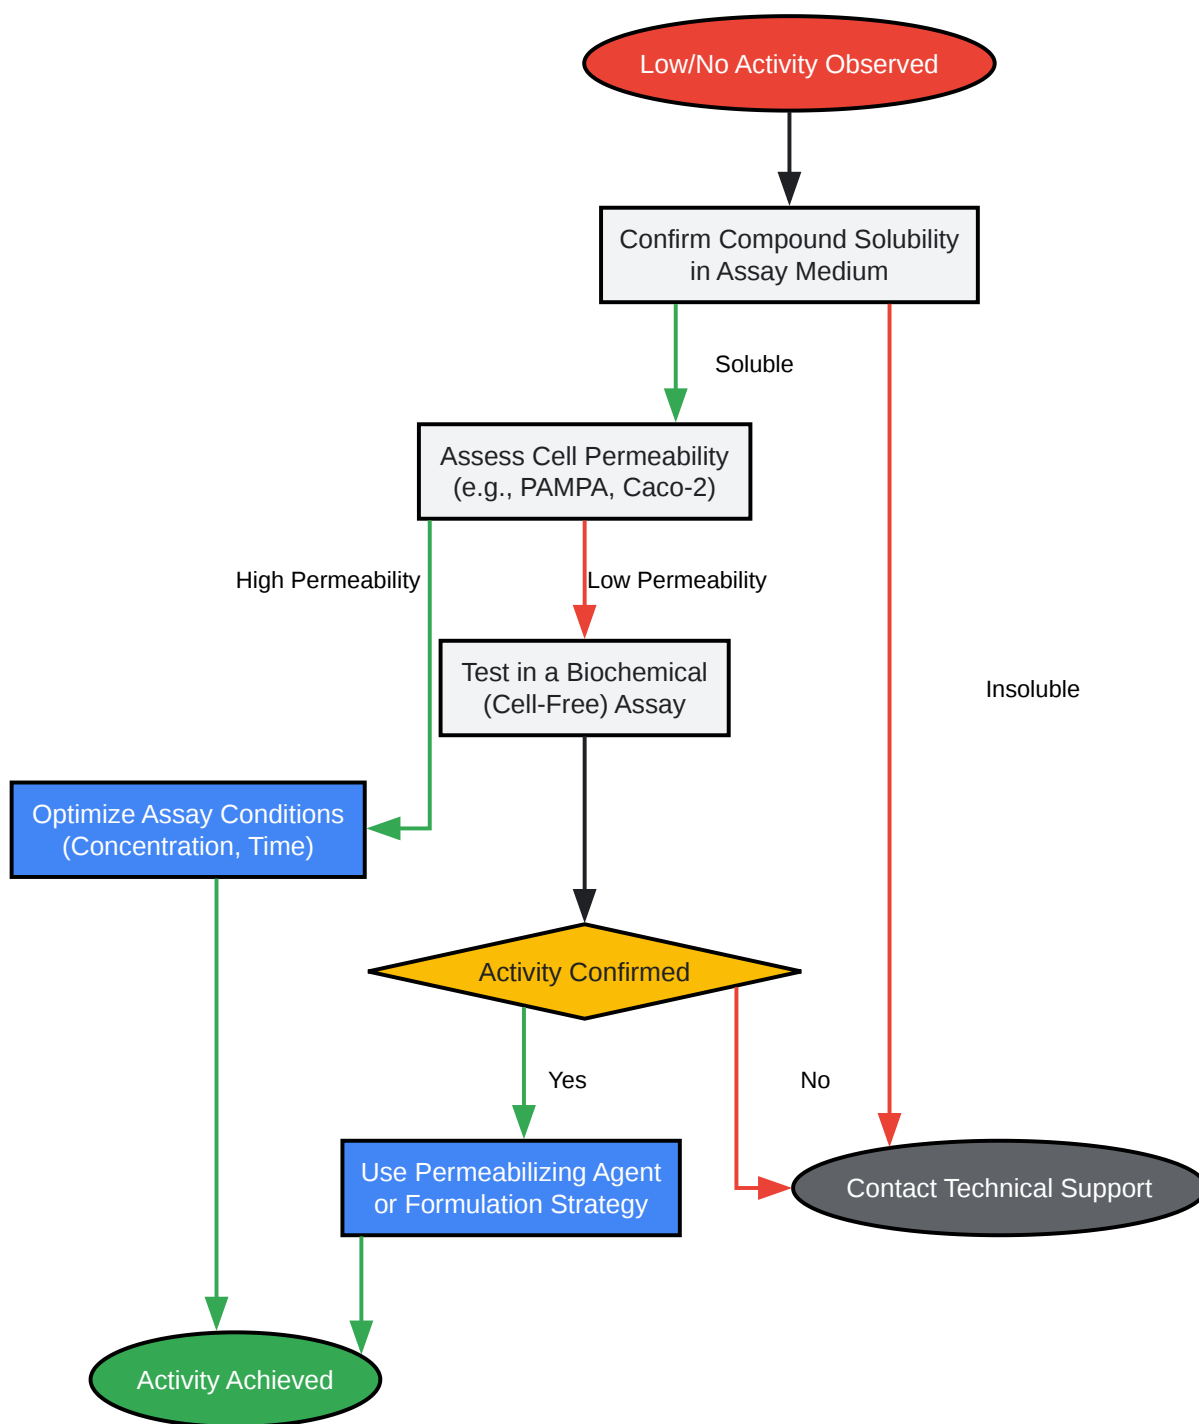 Low/No Activity Observed
Confirm Compound Solubility
in Assay Medium
Soluble
Assess Cell Permeability
(e.g., PAMPA, Caco-2)
High Permeability
Low Permeability
Test in a Biochemical
(Cell-Free) Assay
Insoluble
Optimize Assay Conditions
(Concentration, Time)
Activity Confirmed
Yes
No
Use Permeabilizing Agent
or Formulation Strategy
Contact Technical Support
Activity Achieved